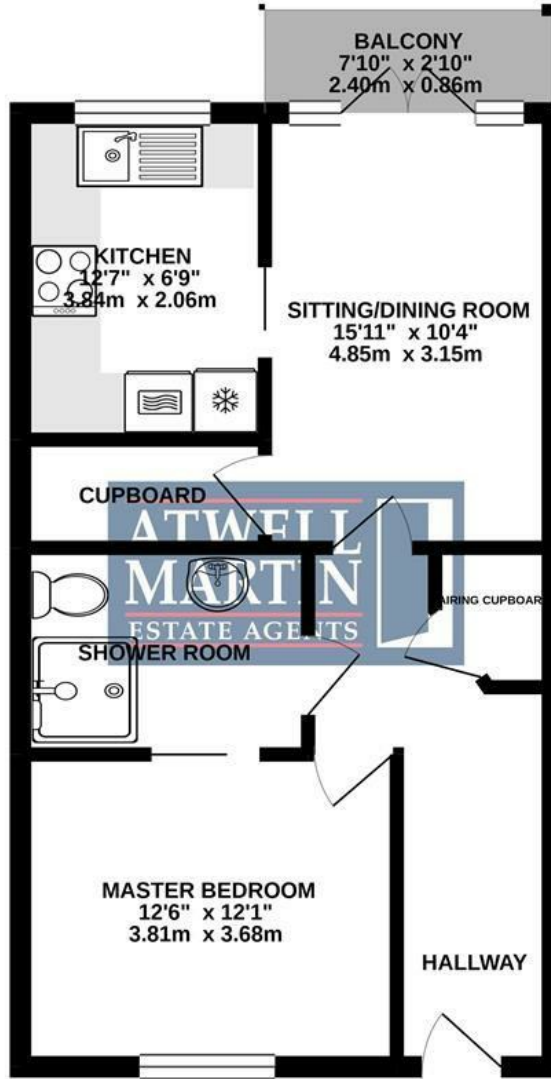 BALCONY
7'10" x 2'10"
2.40m x 0.86m
KITCHEN
12'7" x 6'9"
3.84m x 2.06m
SITTING/DINING ROOM
15'11" x 10'4"
4.85m x 3.15m
CUPBOARD
ATWELL
MARTIN
ESTATE AGENTS
AIRING CUPBOAR
SHOWER ROOM
MASTER BEDROOM
12'6" x 12'1"
3.81m x 3.68m
HALLWAY